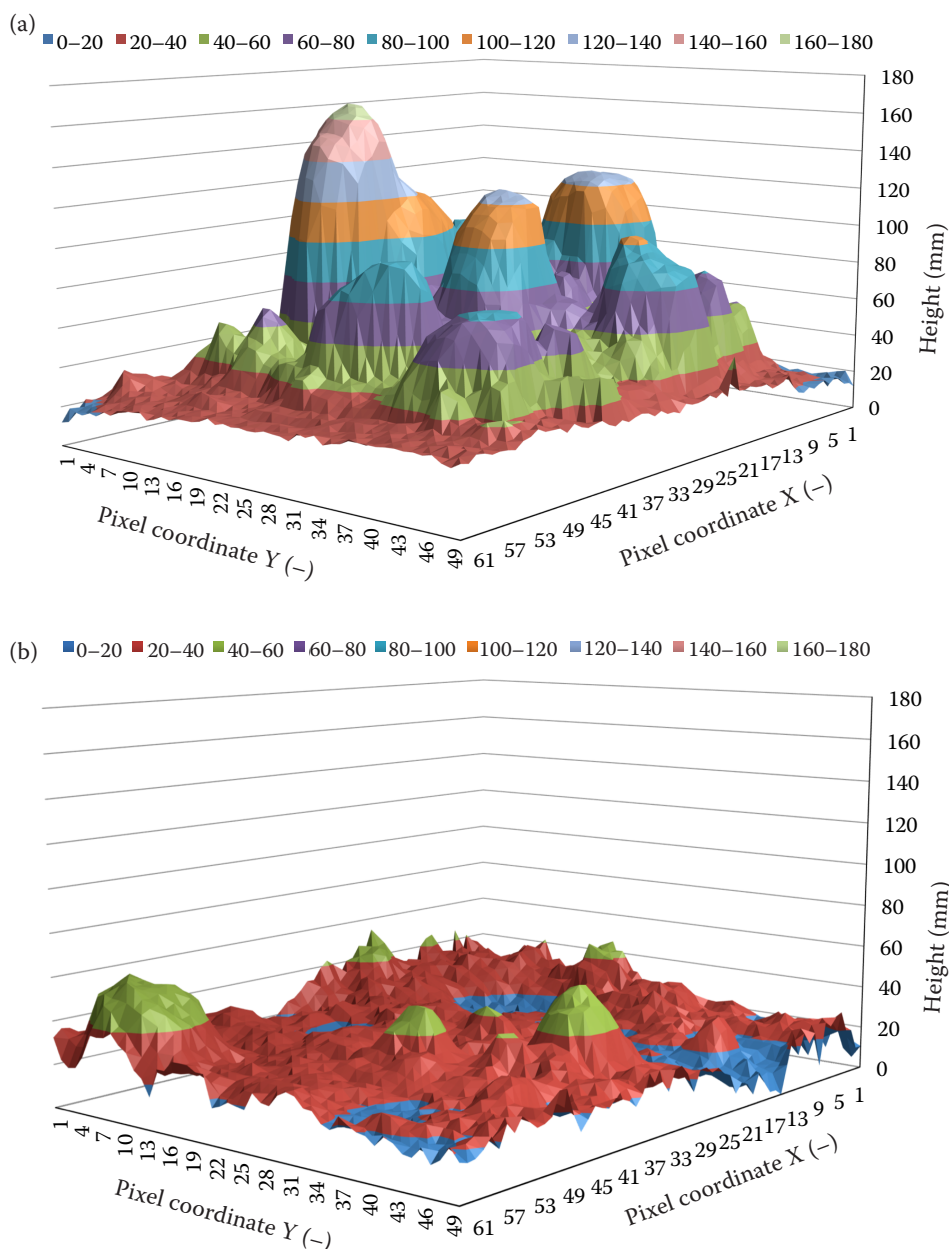 (a)
0–20 20–40 40–60 60–80 80–100 100–120 120–140 140–160 160–180
180
160
140
120
100
80
60
40
20
0
Height (mm)
1 4 7 10 13 16 19 22 25 28 31 34 37 40 43 46 49
Pixel coordinate Y (–)
61 57 53 49 45 41 37 33 29 25 21 17 13 9 5 1
Pixel coordinate X (–)
(b)
0–20 20–40 40–60 60–80 80–100 100–120 120–140 140–160 160–180
180
160
140
120
100
80
60
40
20
0
Height (mm)
1 4 7 10 13 16 19 22 25 28 31 34 37 40 43 46 49
Pixel coordinate Y (–)
61 57 53 49 45 41 37 33 29 25 21 17 13 9 5 1
Pixel coordinate X (–)